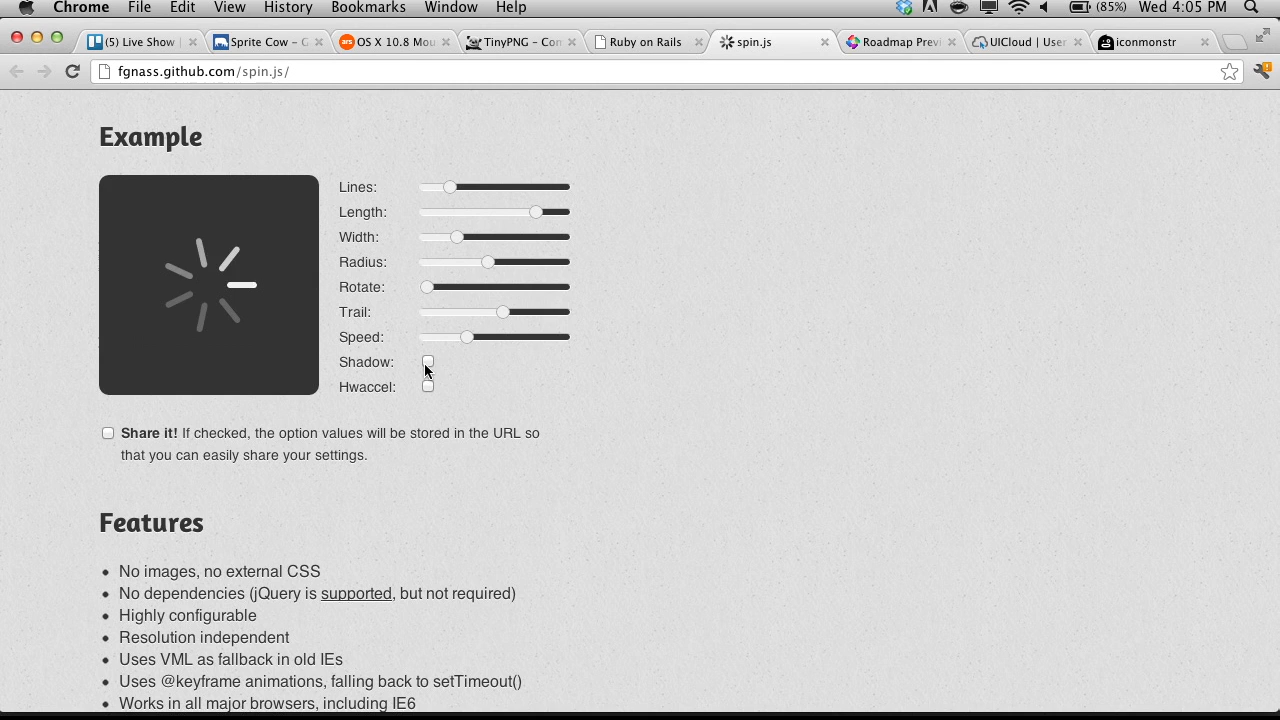 Chrome File Edit View History Bookmarks Window Help (85%) Wed 4:05 PM
(5) Live Show Sprite Cow - G ars OS X 10.8 Mou TinyPNG – Con Ruby on Rails spin.js Roadmap Previ UICloud | User iconmonstr
fgnass.github.com/spin.js/
Example
Lines:
Length:
Width:
Radius:
Rotate:
Trail:
Speed:
Shadow:
Hwaccel:
Share it! If checked, the option values will be stored in the URL so
that you can easily share your settings.
Features
No images, no external CSS
No dependencies (jQuery is supported, but not required)
Highly configurable
Resolution independent
Uses VML as fallback in old IEs
Uses @keyframe animations, falling back to setTimeout()
Works in all major browsers, including IE6